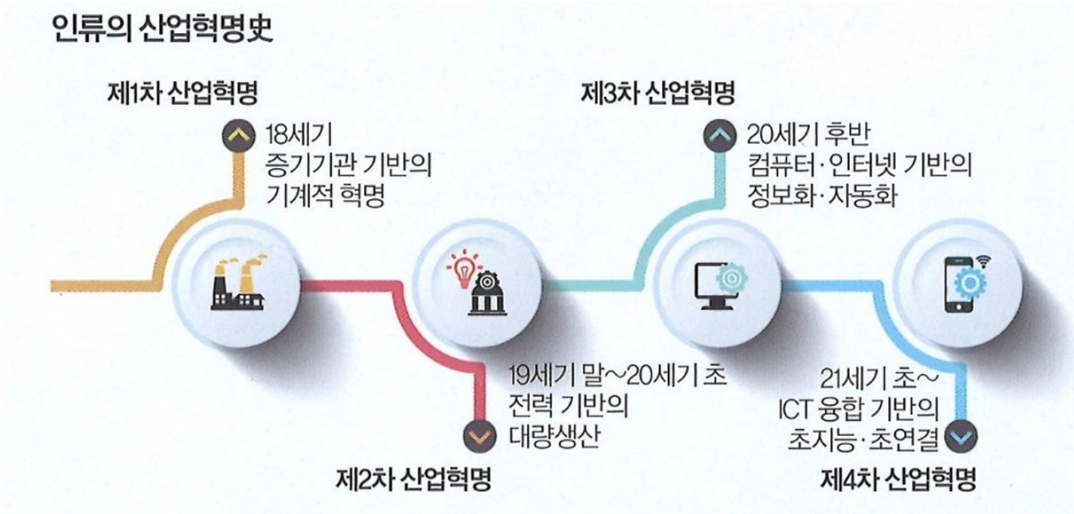 인류의 산업혁명史
제1차 산업혁명
18세기
증기기관 기반의
기계적 혁명
19세기 말~20세기 초
전력 기반의
대량생산
제2차 산업혁명
제3차 산업혁명
20세기 후반
컴퓨터·인터넷 기반의
정보화·자동화
21세기 초~
ICT 융합 기반의
초지능·초연결
제4차 산업혁명